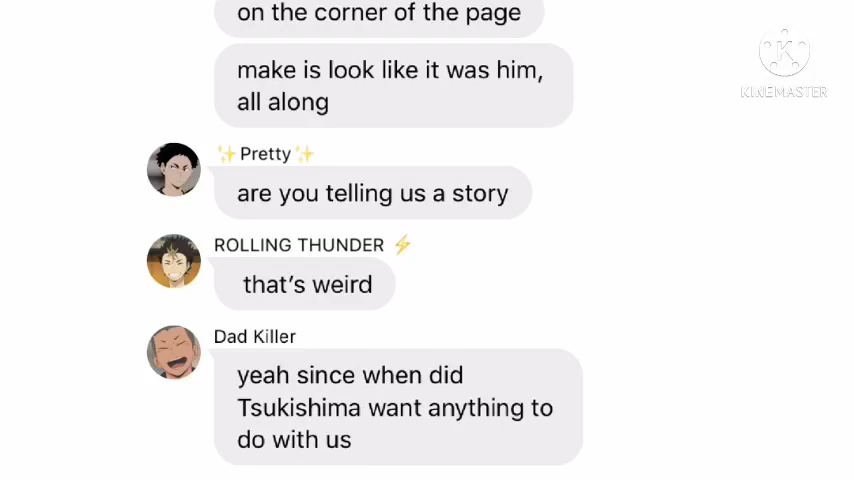 on the corner of the page
make is look like it was him,
all along
KINEMASTER
✨Pretty✨
are you telling us a story
ROLLING THUNDER ⚡
that's weird
Dad Killer
yeah since when did
Tsukishima want anything to
do with us